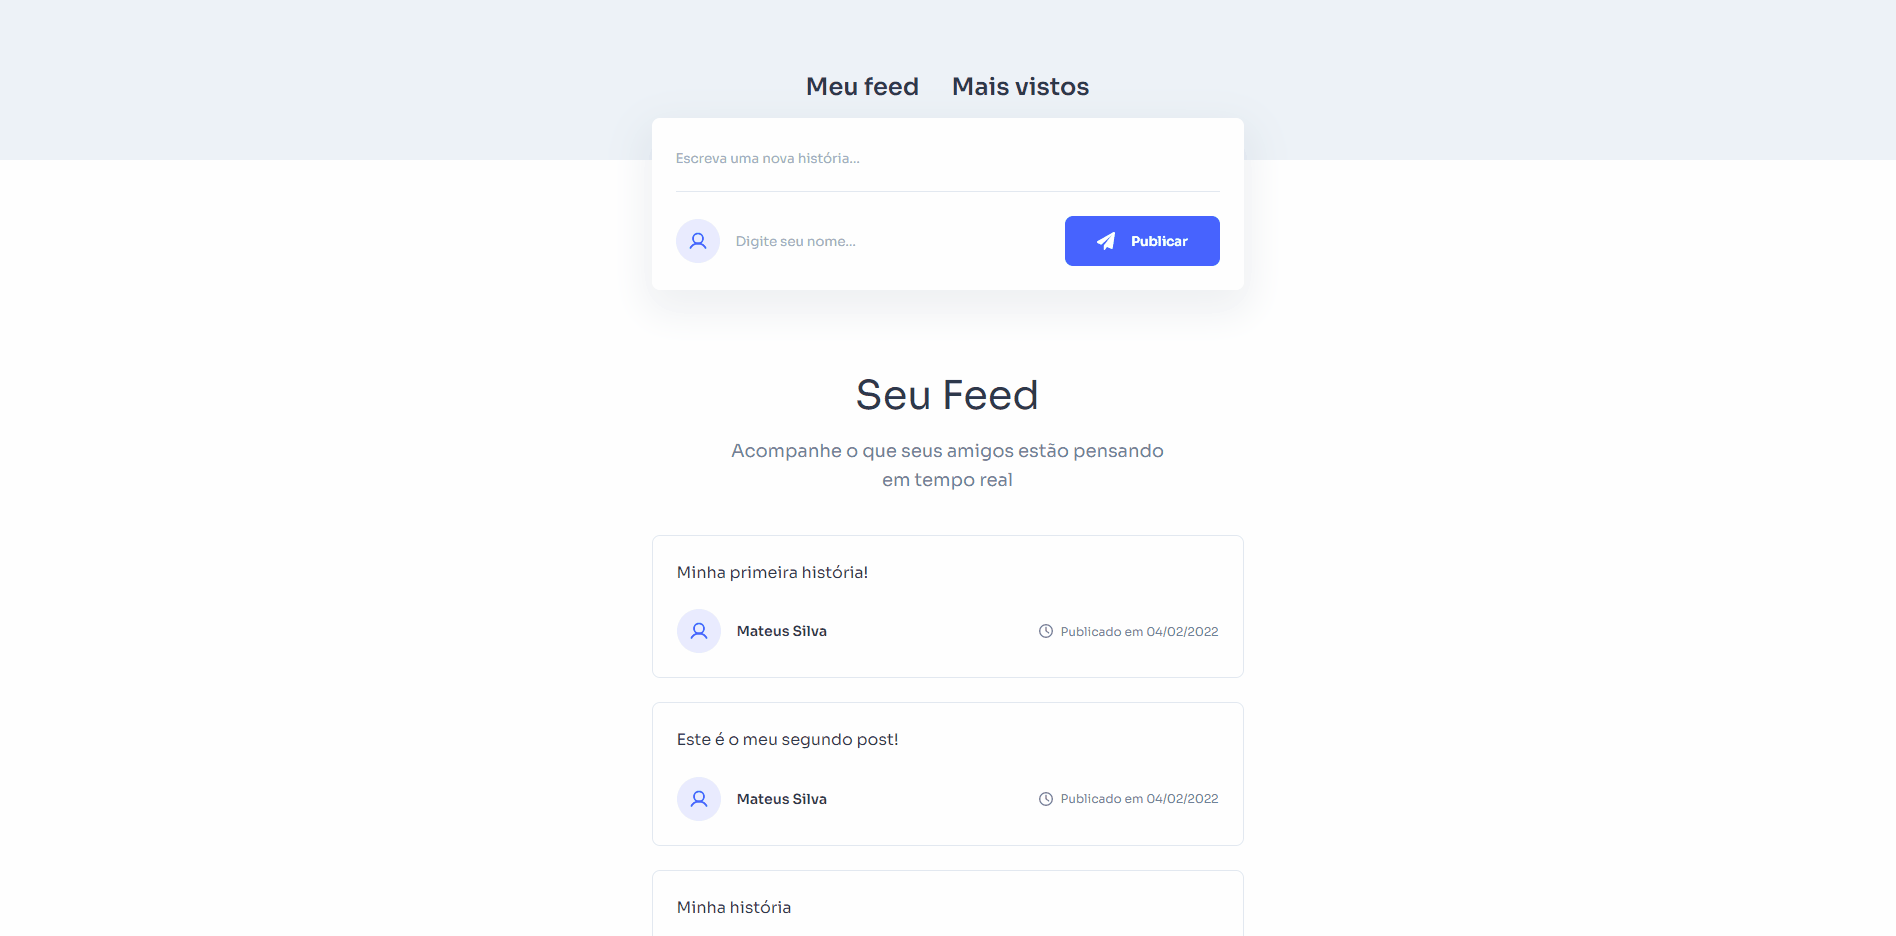 Meu feed Mais vistos
Escreva uma nova história...
Digite seu nome... Publicar
Seu Feed
Acompanhe o que seus amigos estão pensando
em tempo real
Minha primeira história!
Mateus Silva Publicado em 04/02/2022
Este é o meu segundo post!
Mateus Silva Publicado em 04/02/2022
Minha história